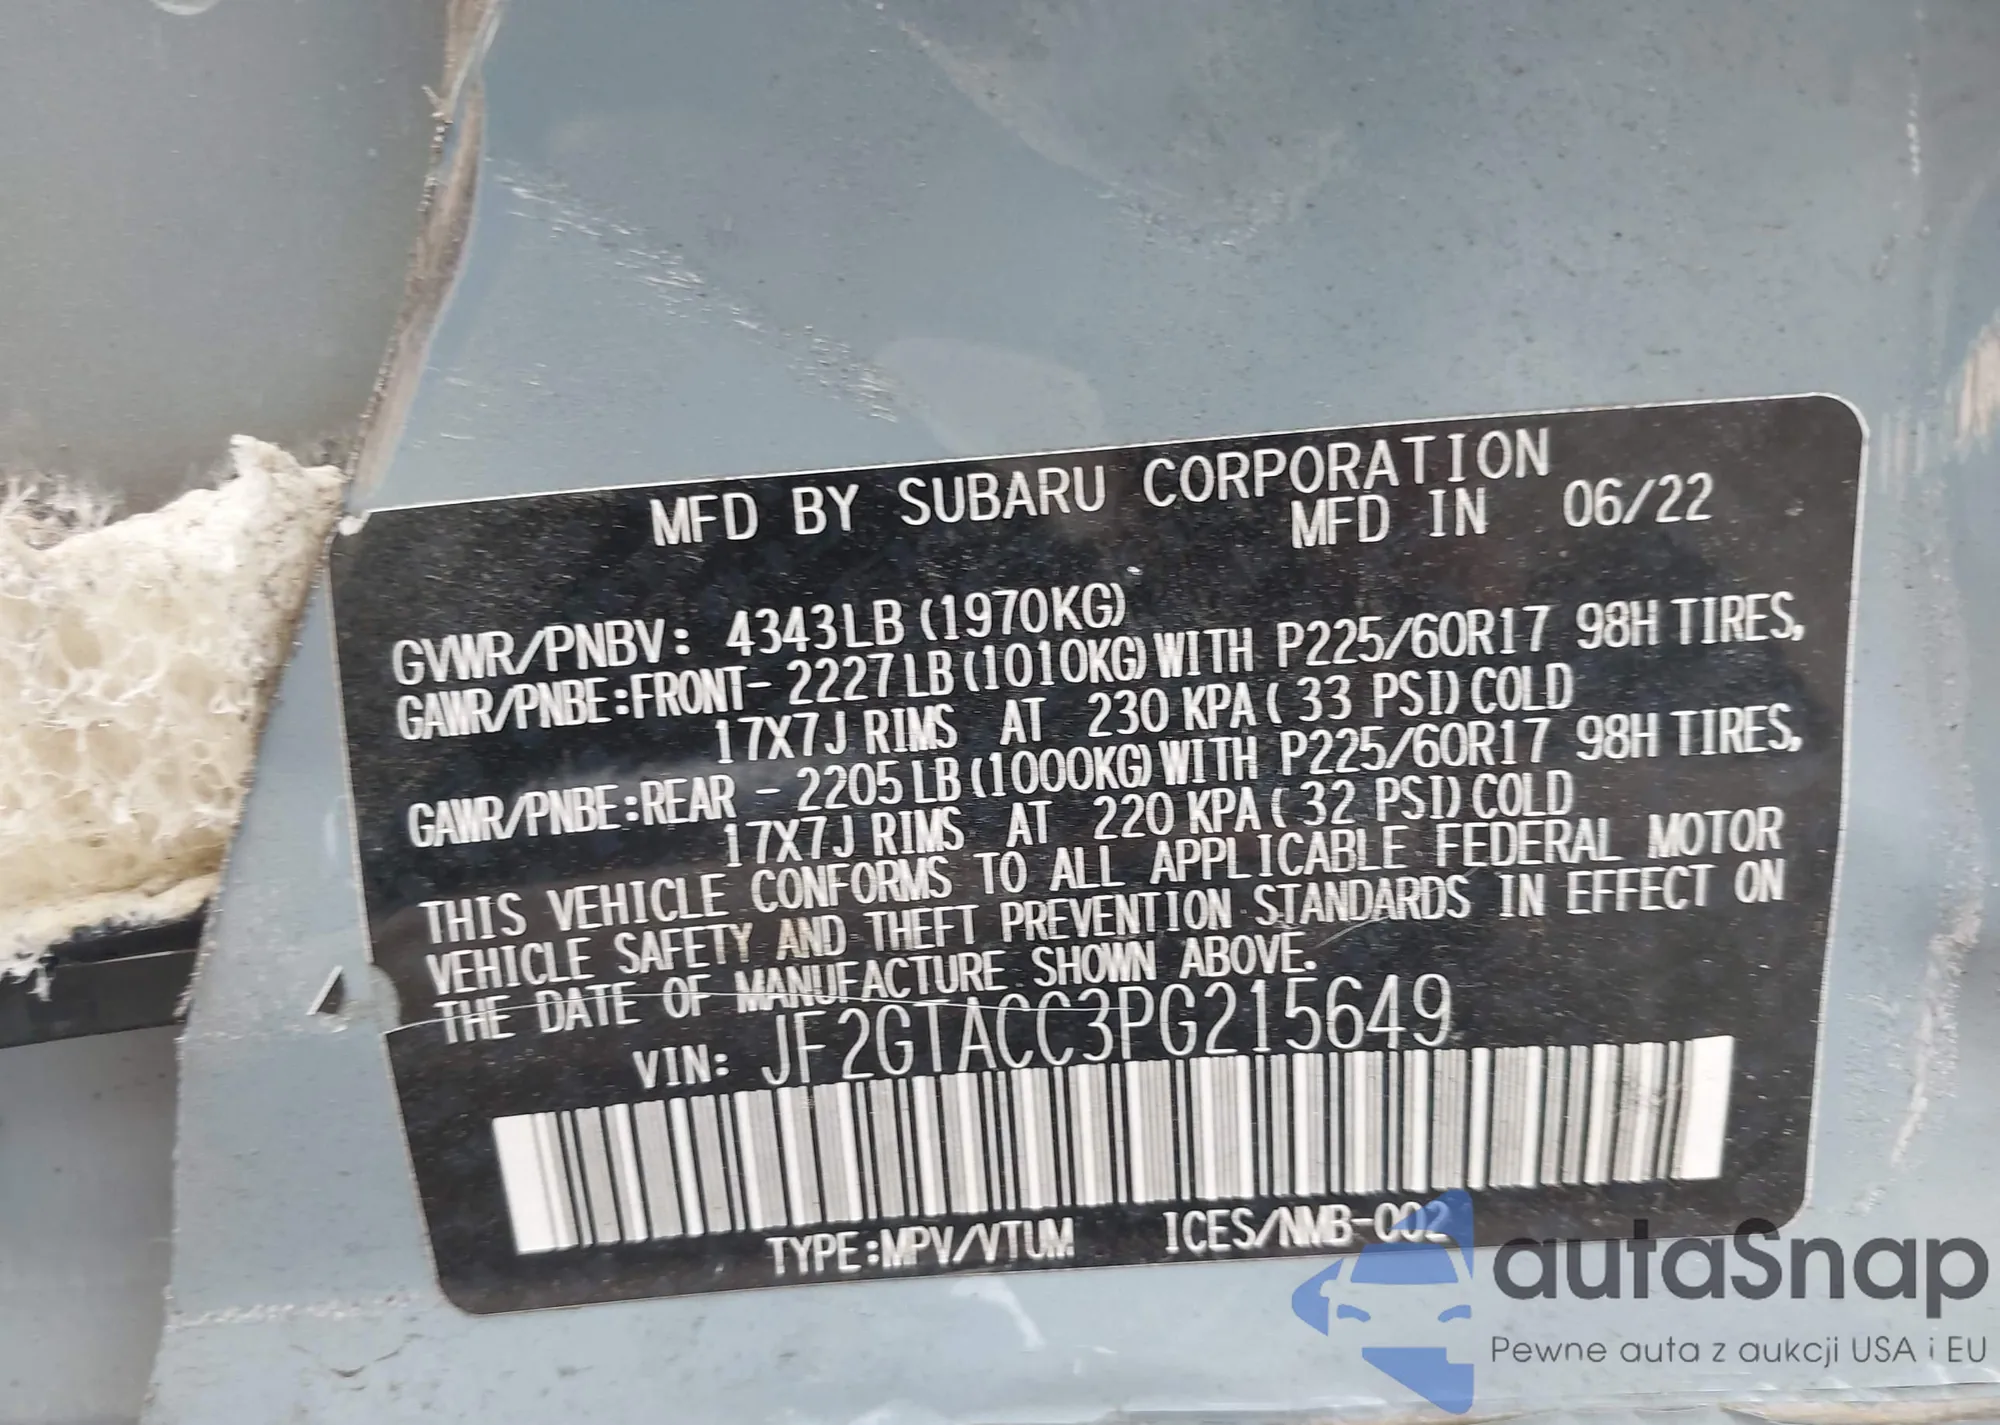 MFD BY SUBARU CORPORATION
MFD IN 06/22
GVWR/PNBV: 4343LB (1970KG)
GAWR/PNBE:FRONT- 2227LB(1010KG)WITH P225/60R17 98H TIRES,
17X7J RIMS AT 230 KPA( 33 PSI)COLD
GAWR/PNBE:REAR - 2205LB(1000KG)WITH P225/60R17 98H TIRES,
17X7J RIMS AT 220 KPA( 32 PSI)COLD
THIS VEHICLE CONFORMS TO ALL APPLICABLE FEDERAL MOTOR
VEHICLE SAFETY AND THEFT PREVENTION STANDARDS IN EFFECT ON
THE DATE OF MANUFACTURE SHOWN ABOVE.
VIN: JF2GTACC3PG215649
TYPE:MPV/VTUM ICES/NMB-002
autaSnap
Pewne auta z aukcji USA i EU